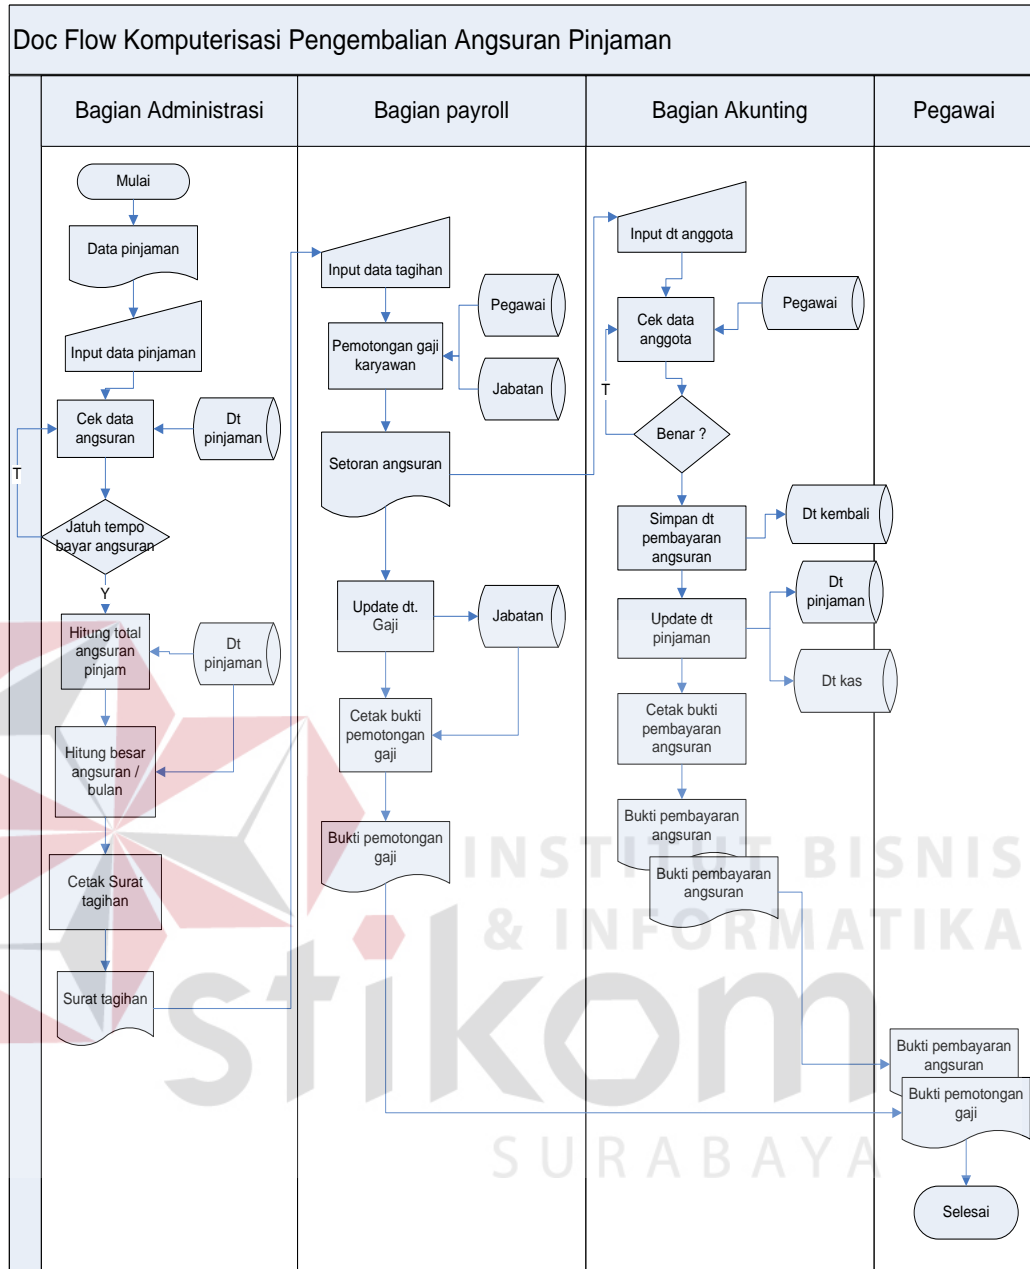 Doc Flow Komputerisasi Pengembalian Angsuran Pinjaman
Bagian Administrasi
Bagian payroll
Bagian Akunting
Pegawai
Mulai
Data pinjaman
Input data pinjaman
Cek data
angsuran
Dt
pinjaman
T
Jatuh tempo
bayar angsuran
Y
Hitung total
angsuran
pinjam
Dt
pinjaman
Hitung besar
angsuran /
bulan
Cetak Surat
tagihan
Surat tagihan
Input data tagihan
Pegawai
Pemotongan gaji
karyawan
Jabatan
Setoran angsuran
Update dt.
Gaji
Jabatan
Cetak bukti
pemotongan
gaji
Bukti pemotongan
gaji
Input dt anggota
Cek data
anggota
Pegawai
T
Benar ?
Simpan dt
pembayaran
angsuran
Dt kembali
Update dt
pinjaman
Dt
pinjaman
Dt kas
Cetak bukti
pembayaran
angsuran
Bukti pembayaran
angsuran
Bukti pembayaran
angsuran
Bukti pembayaran
angsuran
Bukti pemotongan
gaji
Selesai
INSTITUT BISNIS
& INFORMATIKA
stikom
SURABAYA